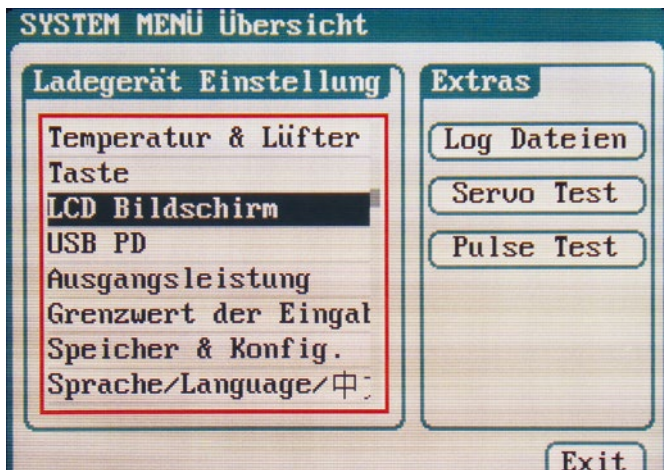 SYSTEM MENÜ Übersicht
Ladegerät Einstellung
Temperatur & Lüfter
Taste
LCD Bildschirm
USB PD
Ausgangsleistung
Grenzwert der Eingab
Speicher & Konfig.
Sprache/Language/中
Extras
Log Dateien
Servo Test
Pulse Test
Exit